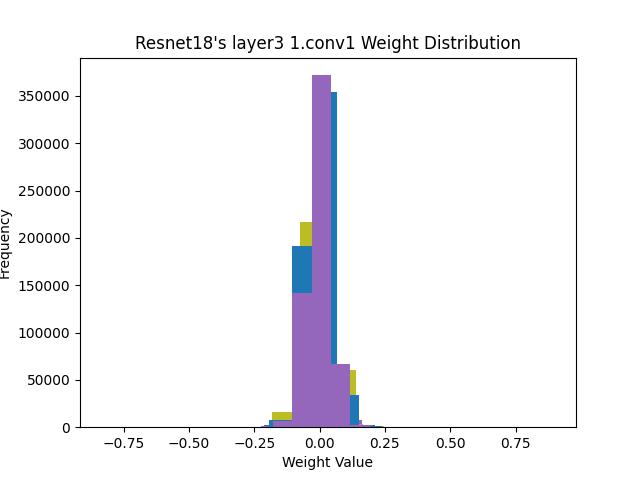 Resnet18's layer3 1.conv1 Weight Distribution
350000
300000
250000
200000
150000
100000
50000
0
Frequency
−0.75 −0.50 −0.25 0.00 0.25 0.50 0.75
Weight Value